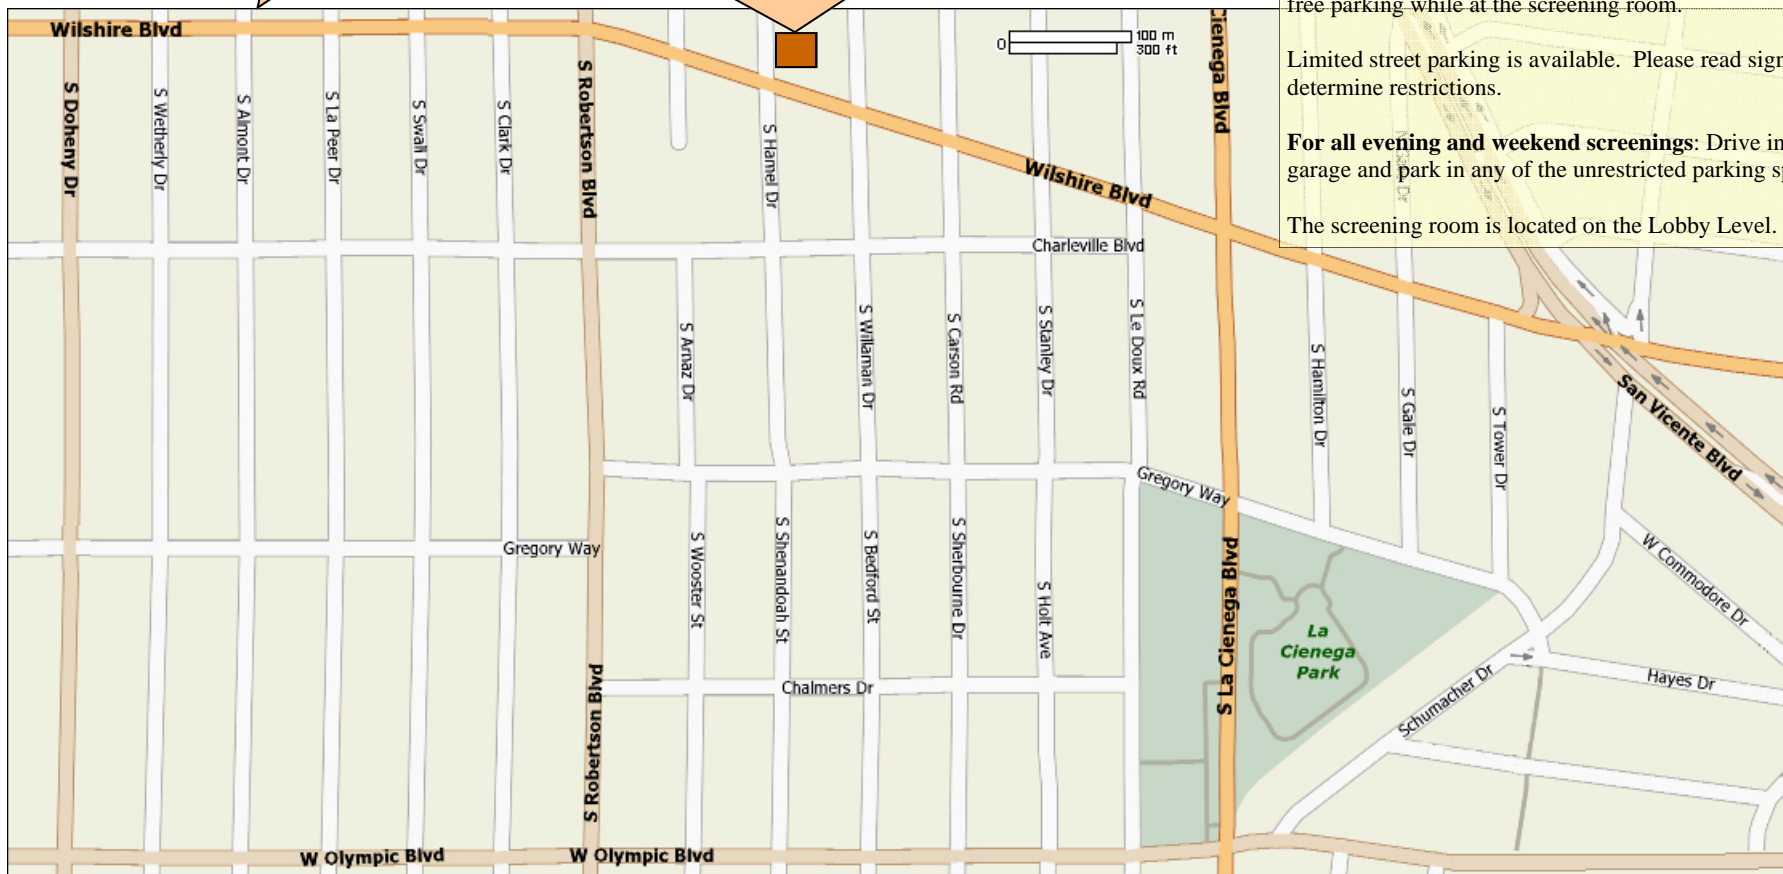 free parking while at the screening room.
Limited street parking is available. Please read sign
determine restrictions.
For all evening and weekend screenings: Drive in
garage and park in any of the unrestricted parking sp
The screening room is located on the Lobby Level.
Wilshire Blvd
0
100 m
300 ft
Cienega Blvd
S Doheny Dr
S Wetherly Dr
S Almont Dr
S La Peer Dr
S Swall Dr
S Clark Dr
S Robertson Blvd
S Hamel Dr
Wilshire Blvd
Charleville Blvd
S Arnaz Dr
S Willaman Dr
S Carson Rd
S Stanley Dr
S Le Doux Rd
S Hamilton Dr
S Gale Dr
S Tower Dr
San Vicente Blvd
Gregory Way
Gregory Way
S Wooster St
S Shenandoah St
S Bedford St
S Sherbourne Dr
S Holt Ave
S La Cienega Blvd
La
Cienega
Park
W Commodore Dr
Hayes Dr
Schumacher Dr
Chalmers Dr
S Robertson Blvd
W Olympic Blvd
W Olympic Blvd